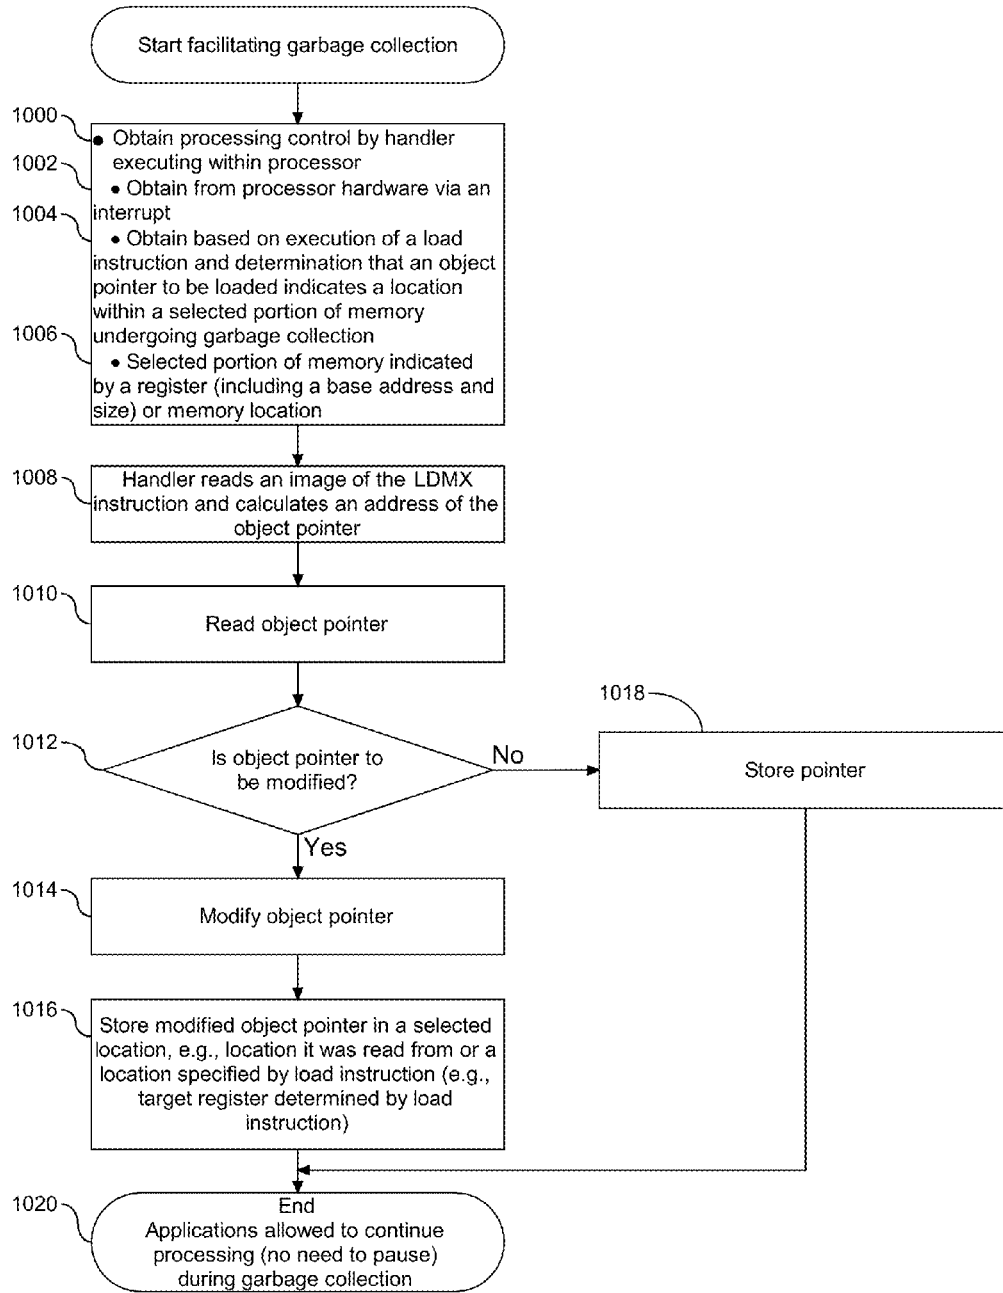 Start facilitating garbage collection
1000
● Obtain processing control by handler
executing within processor
1002
● Obtain from processor hardware via an
interrupt
1004
● Obtain based on execution of a load
instruction and determination that an object
pointer to be loaded indicates a location
within a selected portion of memory
undergoing garbage collection
1006
● Selected portion of memory indicated
by a register (including a base address and
size) or memory location
1008
Handler reads an image of the LDMX
instruction and calculates an address of the
object pointer
1010
Read object pointer
1012
Is object pointer to
be modified?
No
1018
Store pointer
Yes
1014
Modify object pointer
1016
Store modified object pointer in a selected
location, e.g., location it was read from or a
location specified by load instruction (e.g.,
target register determined by load
instruction)
1020
End
Applications allowed to continue
processing (no need to pause)
during garbage collection